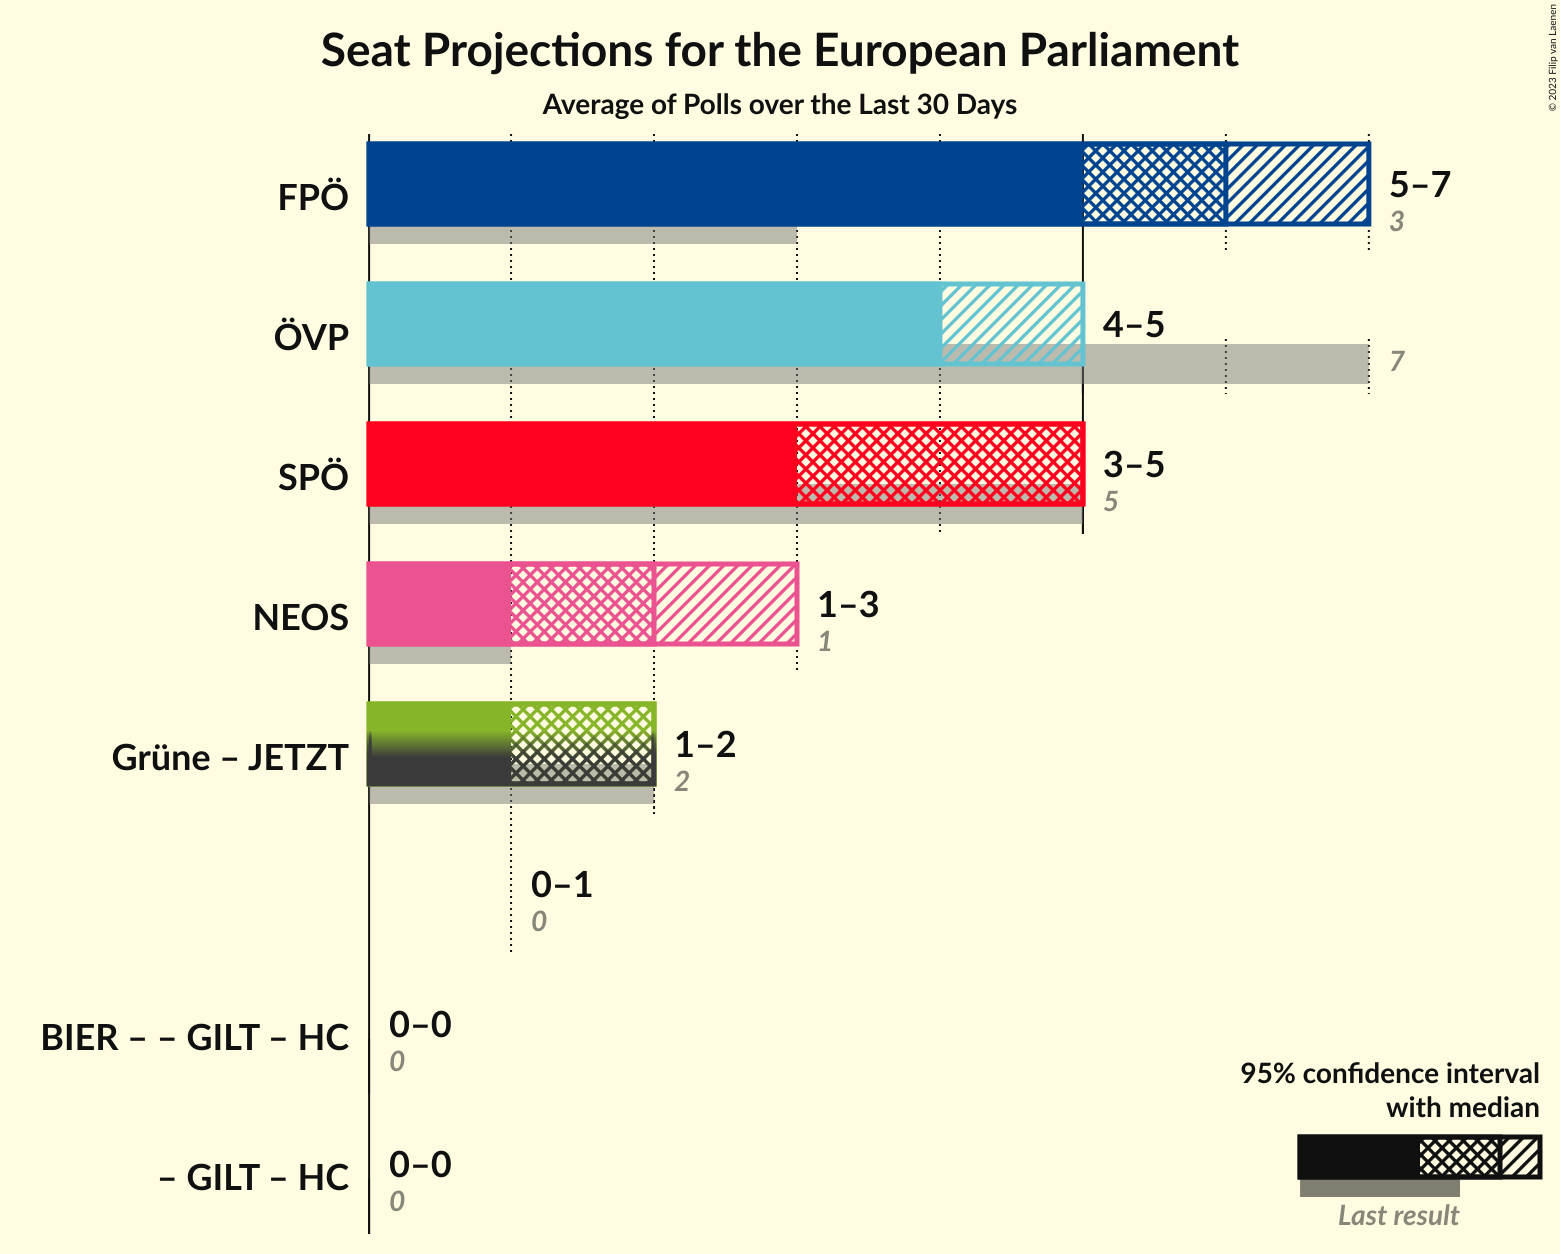 Seat Projections for the European Parliament
Average of Polls over the Last 30 Days
© 2023 Filip van Laenen
FPÖ
5–7
3
ÖVP
4–5
7
SPÖ
3–5
5
NEOS
1–3
1
Grüne – JETZT
1–2
2
0–1
0
BIER – – GILT – HC
0–0
0
– GILT – HC
0–0
0
95% confidence interval
with median
Last result